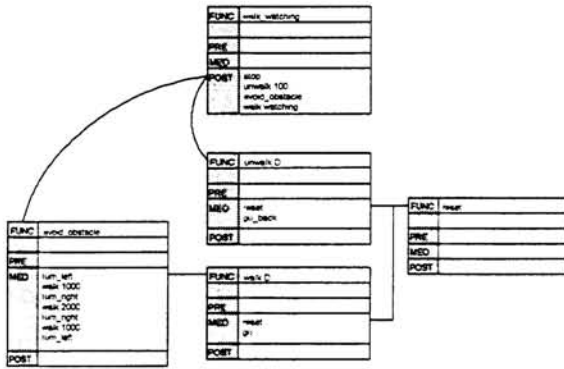 FUNC walk_watching
PRE
MED
POST stop
unwalk 100
avoid_obstacle
walk watching
FUNC unwalk D
PRE
MED reset
go_back
POST
FUNC reset
PRE
MED
POST
FUNC avoid_obstacle
PRE
MED turn_left
walk 1000
turn_right
walk 2000
turn_right
walk 1000
turn_left
POST
FUNC walk D
PRE
MED reset
POST